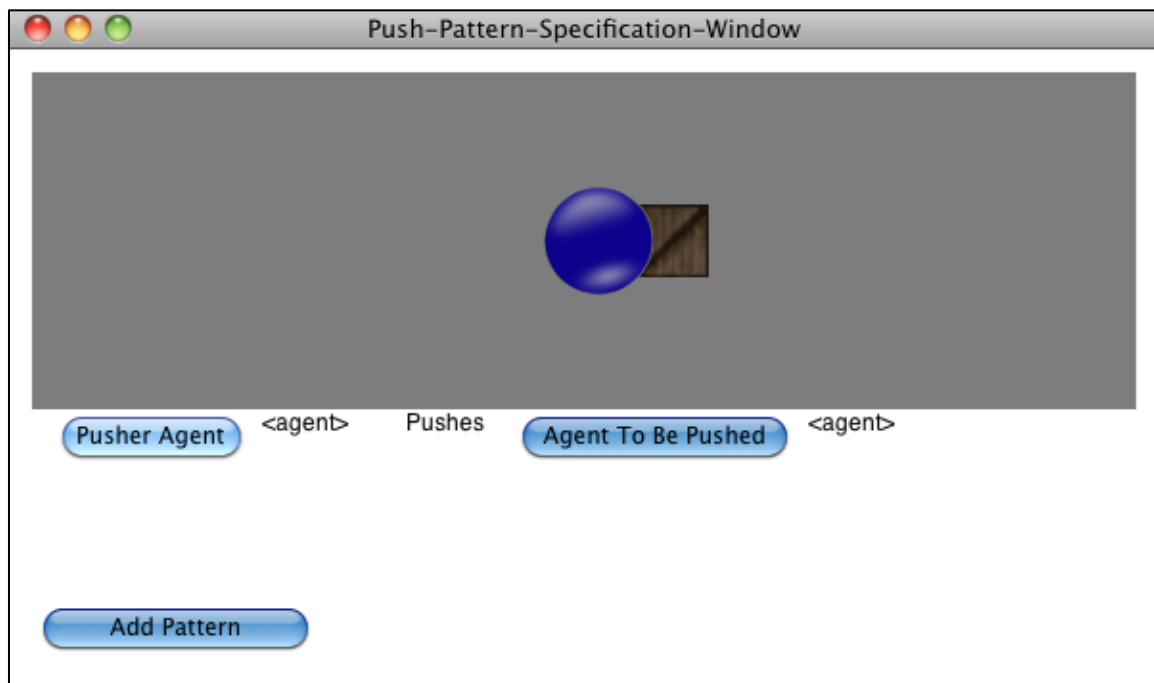 Push-Pattern-Specification-Window
Pusher Agent <agent> Pushes Agent To Be Pushed <agent>
Add Pattern